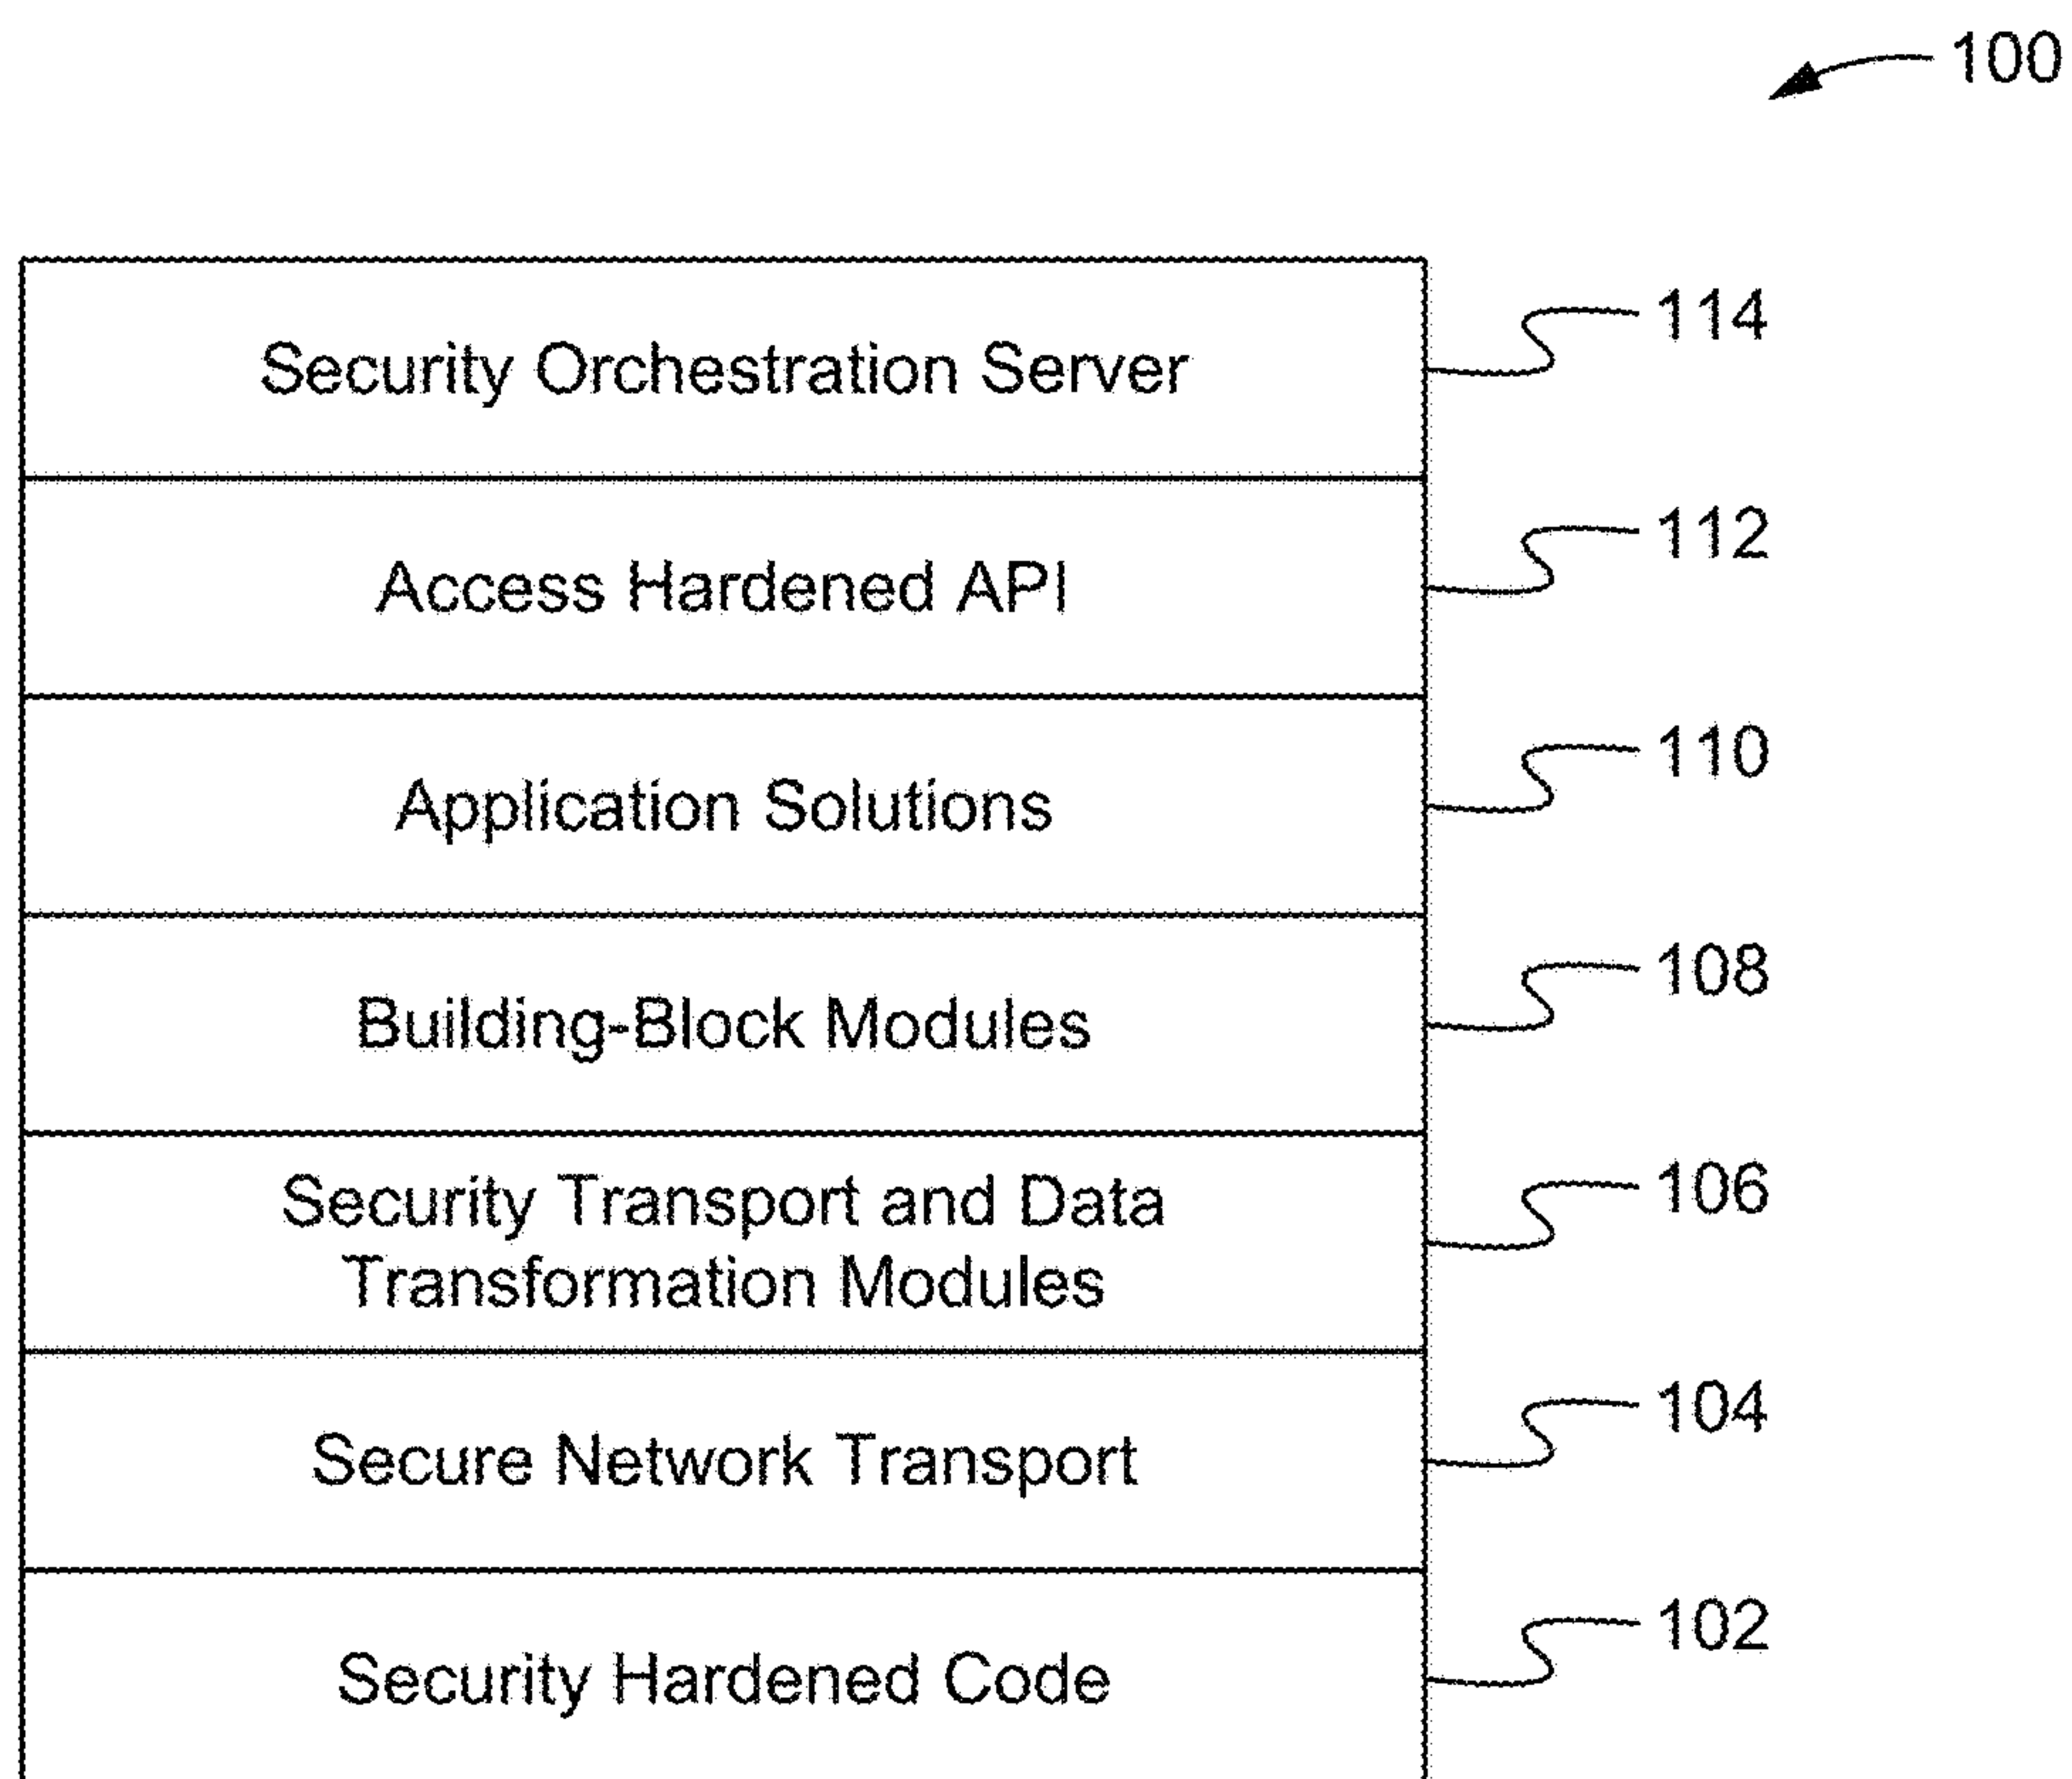 100
Security Orchestration Server
114
Access Hardened API
112
Application Solutions
110
Building-Block Modules
108
Security Transport and Data
Transformation Modules
106
Secure Network Transport
104
Security Hardened Code
102